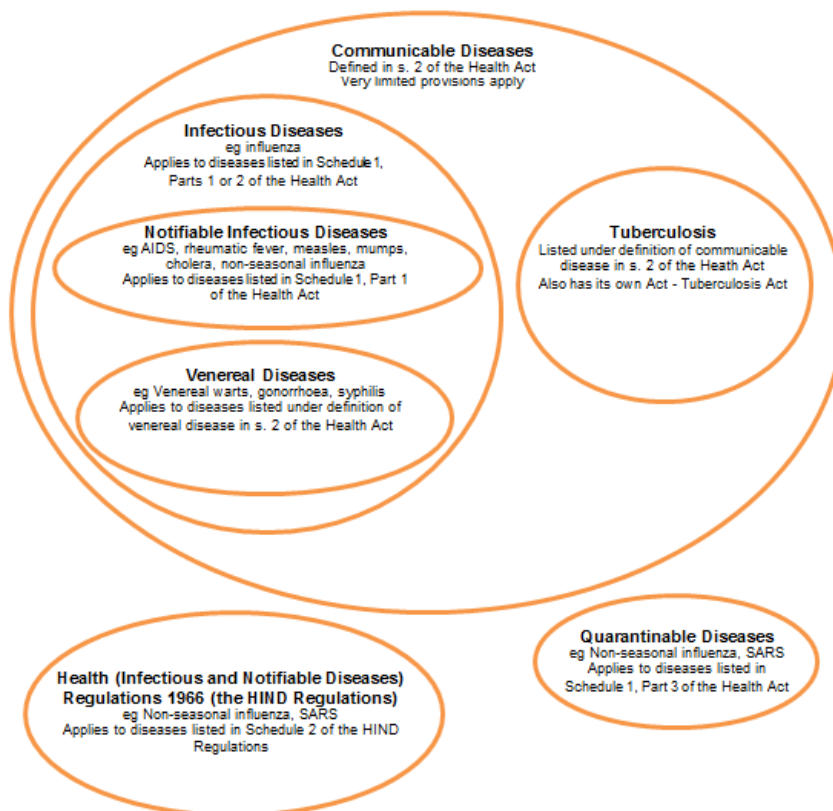 Communicable Diseases
Defined in s. 2 of the Health Act
Very limited provisions apply
Infectious Diseases
eg influenza
Applies to diseases listed in Schedule 1,
Parts 1 or 2 of the Health Act
Notifiable Infectious Diseases
eg AIDS, rheumatic fever, measles, mumps,
cholera, non-seasonal influenza
Applies to diseases listed in Schedule 1, Part 1
of the Health Act
Tuberculosis
Listed under definition of communicable
disease in s. 2 of the Heath Act
Also has its own Act - Tuberculosis Act
Venereal Diseases
eg Venereal warts, gonorrhoea, syphilis
Applies to diseases listed under definition of
venereal disease in s. 2 of the Health Act
Quarantinable Diseases
eg Non-seasonal influenza, SARS
Applies to diseases listed in
Schedule 1, Part 3 of the Health Act
Health (Infectious and Notifiable Diseases)
Regulations 1966 (the HIND Regulations)
eg Non-seasonal influenza, SARS
Applies to diseases listed in Schedule 2 of the HIND
Regulations